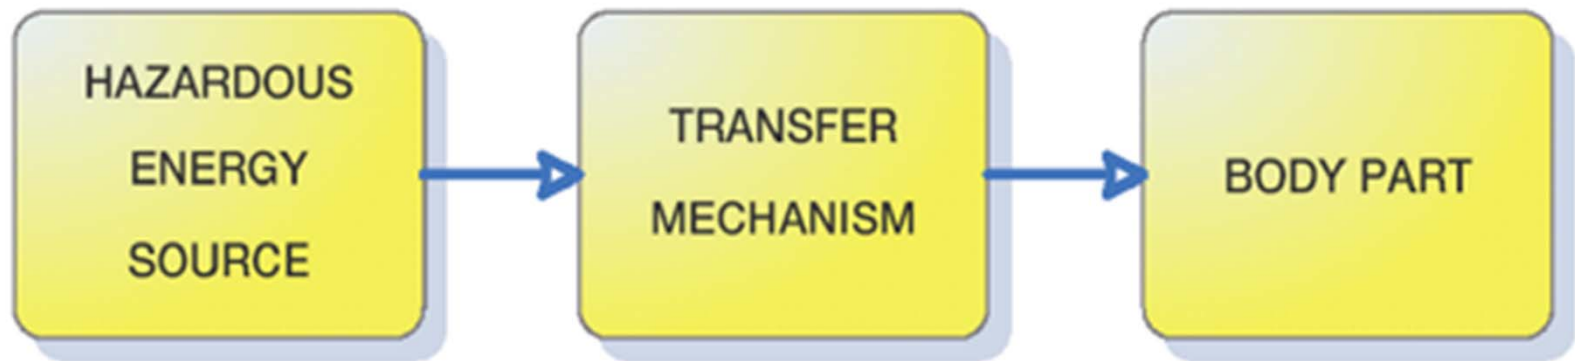 HAZARDOUS
ENERGY
SOURCE
TRANSFER
MECHANISM
BODY PART